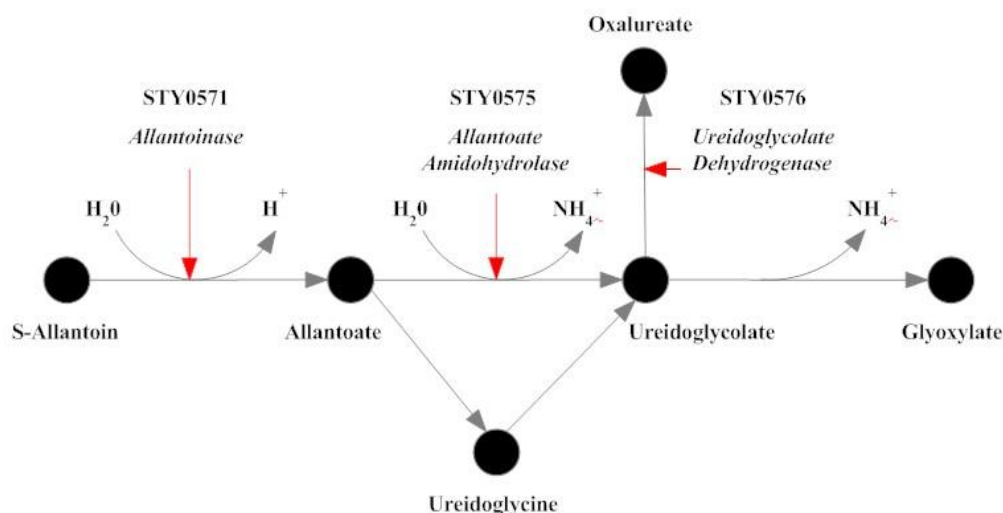 Oxalureate
STY0571
STY0575
STY0576
Allantoinase
Allantoate
Amidohydrolase
Ureidoglycolate
Dehydrogenase
H₂0
H⁺
H₂0
NH₄⁺
NH₄⁺
S-Allantoin
Allantoate
Ureidoglycolate
Glyoxylate
Ureidoglycine